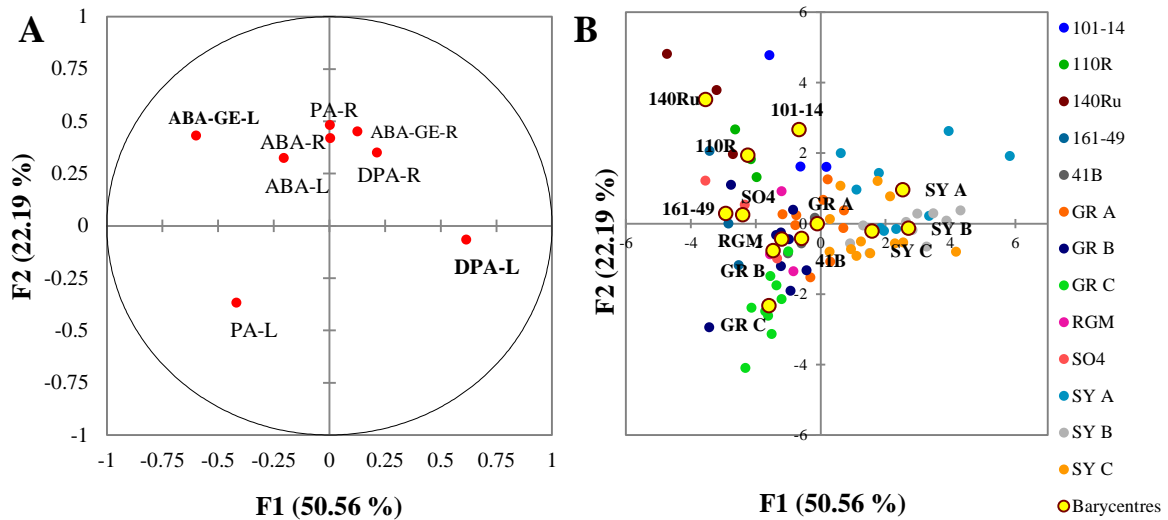 A
1
0.75
0.5
0.25
0
-0.25
-0.5
-0.75
-1
F2 (22.19 %)
PA-R
ABA-GE-L
ABA-R
ABA-GE-R
ABA-L
DPA-R
DPA-L
PA-L
-1 -0.75 -0.5 -0.25 0 0.25 0.5 0.75 1
F1 (50.56 %)
B
-6 -4 -2 0 2 4 6
6
4
2
0
-2
-4
-6
F2 (22.19 %)
140Ru
101-14
110R
SY A
SO4
GR A
161-49
SY B
RGM
SY C
41B
GR B
GR C
F1 (50.56 %)
101-14
110R
140Ru
161-49
41B
GR A
GR B
GR C
RGM
SO4
SY A
SY B
SY C
Barycentres